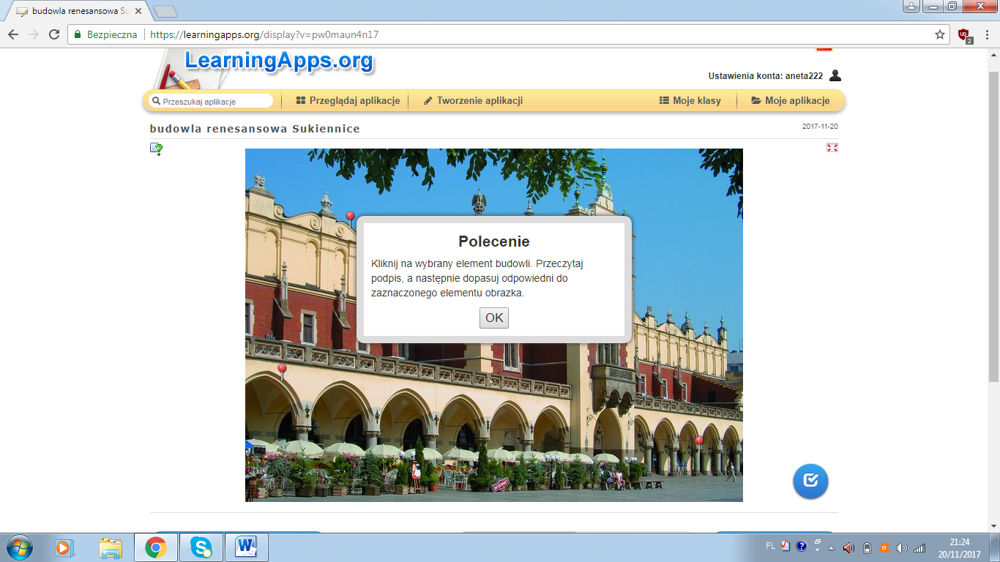 budowla renesansowa Su
Bezpieczna
https://learningapps.org/display?v=pw0maun4n17
2
LearningApps.org
Ustawienia konta: aneta222
Przeszukaj aplikacje
Przeglądaj aplikacje
Tworzenie aplikacji
Moje klasy
Moje aplikacje
budowla renesansowa Sukiennice
2017-11-20
Polecenie
Kliknij na wybrany element budowli. Przeczytaj
podpis, a następnie dopasuj odpowiedni do
zaznaczonego elementu obrazka.
OK
INTERNET
PL
21:24
20/11/2017